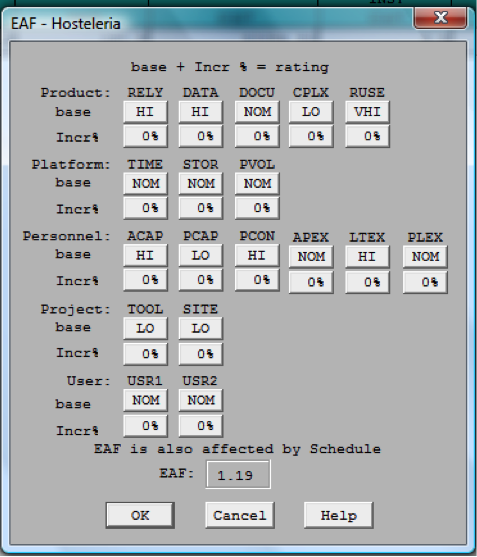 INST
EAF - Hosteleria
base + Incr % = rating
Product: RELY DATA DOCU CPLX RUSE
base HI HI NOM LO VHI
Incr% 0% 0% 0% 0% 0%
Platform: TIME STOR PVOL
base NOM NOM NOM
Incr% 0% 0% 0%
Personnel: ACAP PCAP PCON APEX LTEX PLEX
base HI LO HI NOM HI NOM
Incr% 0% 0% 0% 0% 0% 0%
Project: TOOL SITE
base LO LO
Incr% 0% 0%
User: USR1 USR2
base NOM NOM
Incr% 0% 0%
EAF is also affected by Schedule
EAF: 1.19
OK Cancel Help